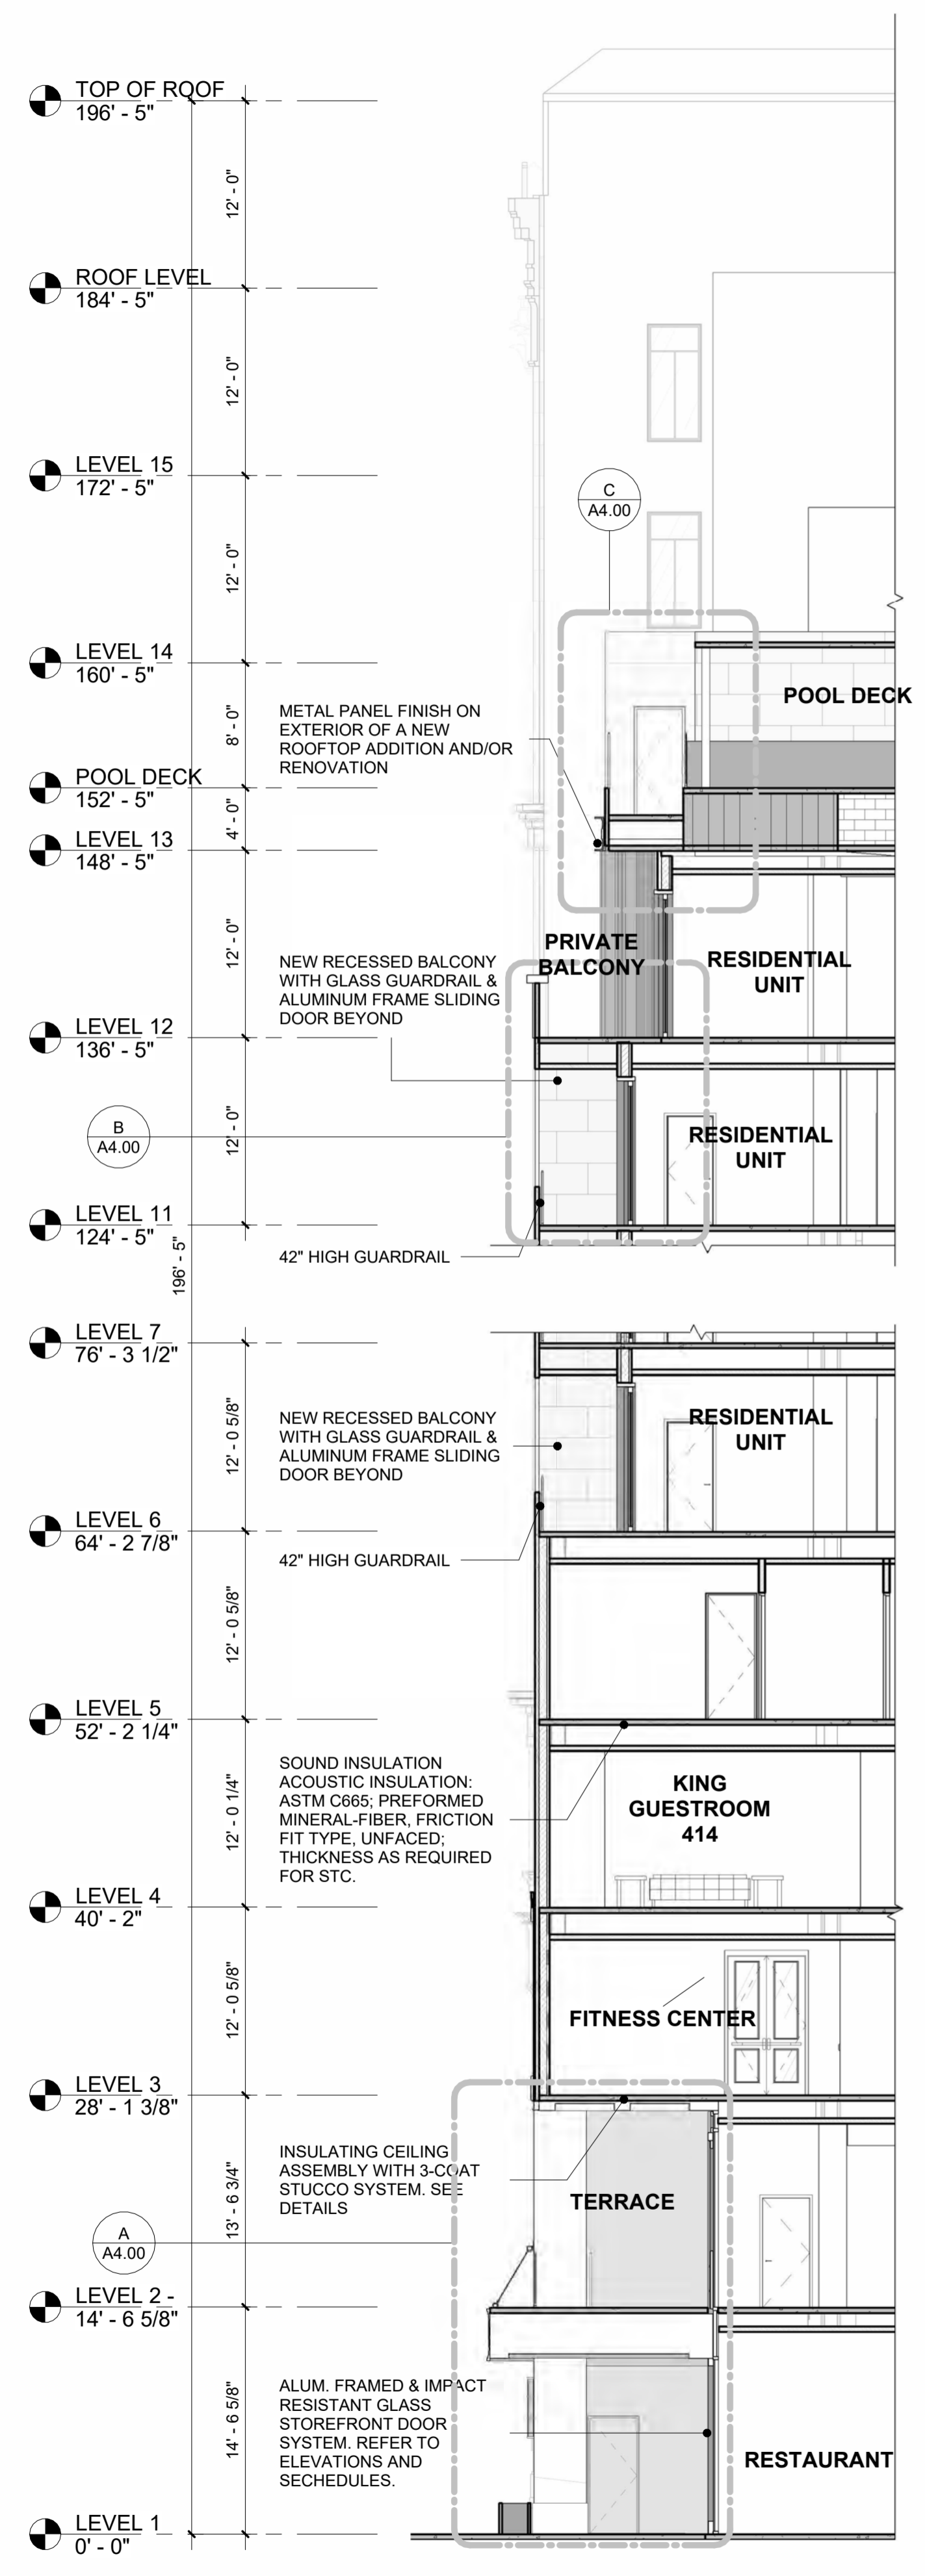 TOP OF ROOF
196' - 5"
12' - 0"
ROOF LEVEL
184' - 5"
12' - 0"
LEVEL 15
172' - 5"
C
A4.00
12' - 0"
LEVEL 14
160' - 5"
POOL DECK
METAL PANEL FINISH ON
EXTERIOR OF A NEW
ROOFTOP ADDITION AND/OR
RENOVATION
8' - 0"
POOL DECK
152' - 5"
4' - 0"
LEVEL 13
148' - 5"
12' - 0"
PRIVATE
BALCONY
RESIDENTIAL
UNIT
NEW RECESSED BALCONY
WITH GLASS GUARDRAIL &
ALUMINUM FRAME SLIDING
DOOR BEYOND
LEVEL 12
136' - 5"
B
A4.00
12' - 0"
RESIDENTIAL
UNIT
LEVEL 11
124' - 5"
42" HIGH GUARDRAIL
196' - 5"
LEVEL 7
76' - 3 1/2"
12' - 0 5/8"
NEW RECESSED BALCONY
WITH GLASS GUARDRAIL &
ALUMINUM FRAME SLIDING
DOOR BEYOND
RESIDENTIAL
UNIT
LEVEL 6
64' - 2 7/8"
42" HIGH GUARDRAIL
12' - 0 5/8"
LEVEL 5
52' - 2 1/4"
SOUND INSULATION
ACOUSTIC INSULATION:
ASTM C665; PREFORMED
MINERAL-FIBER, FRICTION
FIT TYPE, UNFACED;
THICKNESS AS REQUIRED
FOR STC.
12' - 0 1/4"
KING
GUESTROOM
414
LEVEL 4
40' - 2"
12' - 0 5/8"
FITNESS CENTER
LEVEL 3
28' - 1 3/8"
INSULATING CEILING
ASSEMBLY WITH 3-COAT
STUCCO SYSTEM. SEE
DETAILS
13' - 6 3/4"
TERRACE
A
A4.00
LEVEL 2 -
14' - 6 5/8"
ALUM. FRAMED & IMPACT
RESISTANT GLASS
STOREFRONT DOOR
SYSTEM. REFER TO
ELEVATIONS AND
SECHEDULES.
14' - 6 5/8"
RESTAURANT
LEVEL 1
0' - 0"